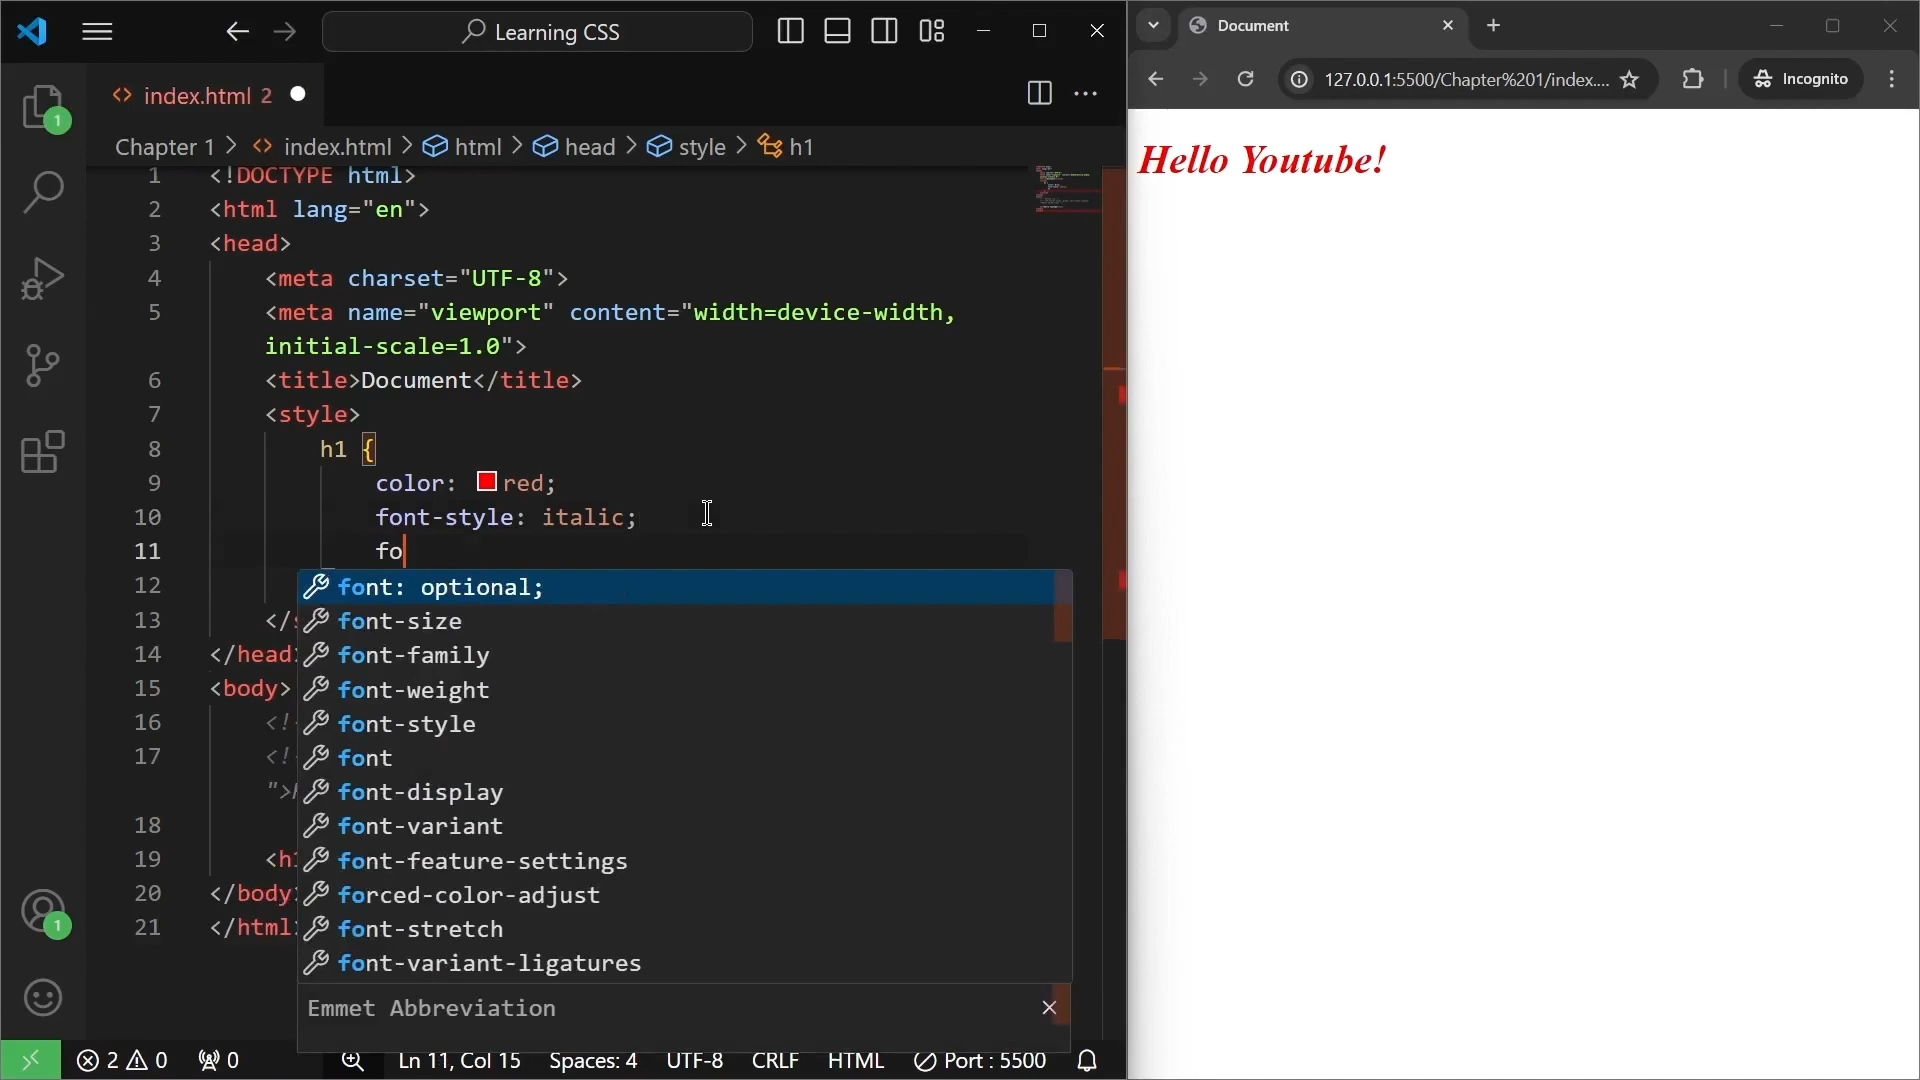 Learning CSS
index.html 2
Chapter 1 > index.html > html > head > style > h1
1 <!DOCTYPE html>
2 <html lang="en">
3 <head>
4 <meta charset="UTF-8">
5 <meta name="viewport" content="width=device-width,
initial-scale=1.0">
6 <title>Document</title>
7 <style>
8 h1 {
9 color: red;
10 font-style: italic;
11 fo
12
13 </s
14 </head>
15 <body>
16 <!-
17 <!-
">
18
19 <h1
20 </body>
21 </html>
font: optional;
font-size
font-family
font-weight
font-style
font
font-display
font-variant
font-feature-settings
forced-color-adjust
font-stretch
font-variant-ligatures
Emmet Abbreviation
1
1
2 0 0 Ln 11, Col 15 Spaces: 4 UTF-8 CRLF HTML Port : 5500
Document
127.0.0.1:5500/Chapter%201/index.... Incognito
Hello Youtube!